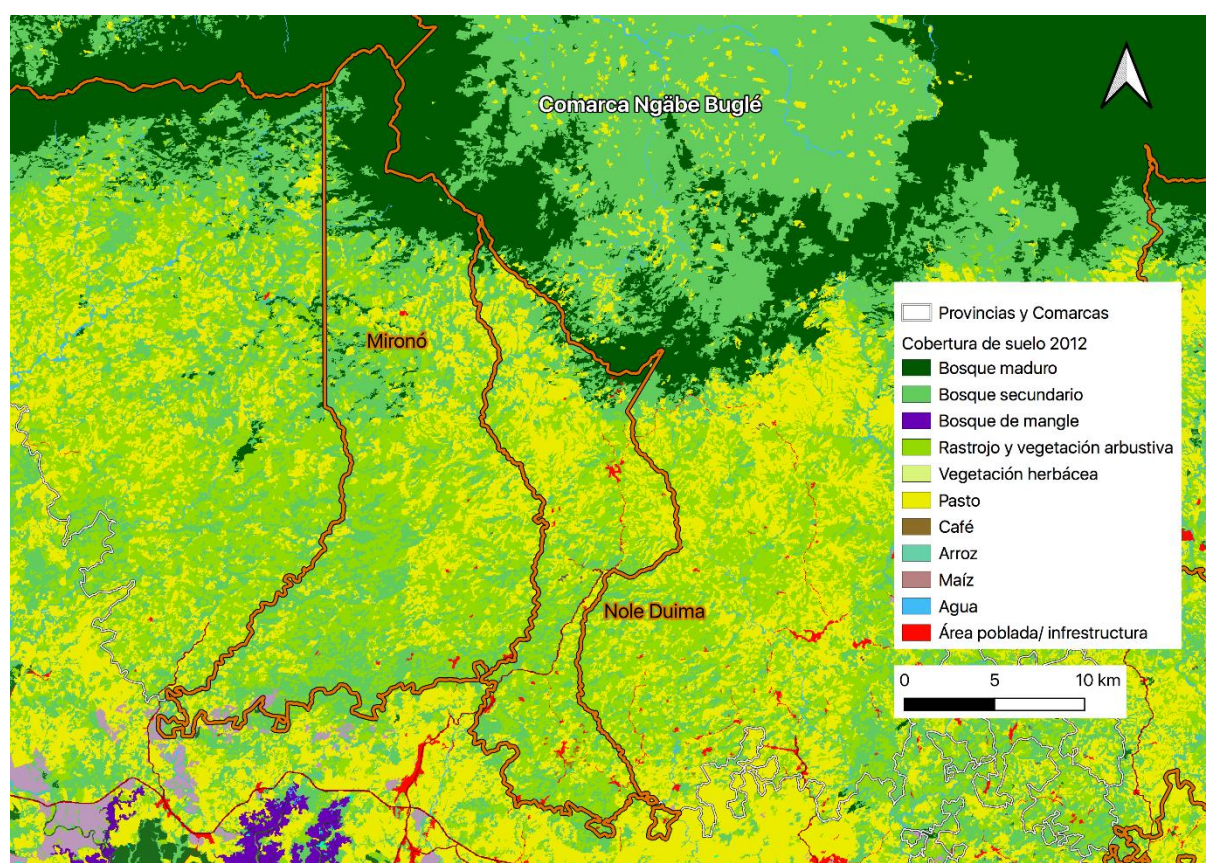 Comarca Ngäbe Buglé
Mironó
Nole Duima
Provincias y Comarcas
Cobertura de suelo 2012
Bosque maduro
Bosque secundario
Bosque de mangle
Rastrojo y vegetación arbustiva
Vegetación herbácea
Pasto
Café
Arroz
Maíz
Agua
Área poblada/ infrestructura
0 5 10 km